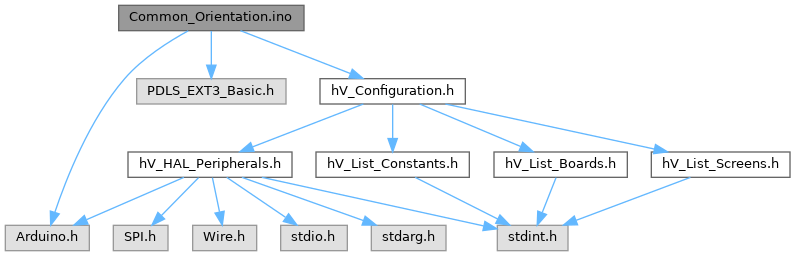 Common_Orientation.ino
PDLS_EXT3_Basic.h
hV_Configuration.h
hV_HAL_Peripherals.h
hV_List_Constants.h
hV_List_Boards.h
hV_List_Screens.h
Arduino.h
SPI.h
Wire.h
stdio.h
stdarg.h
stdint.h